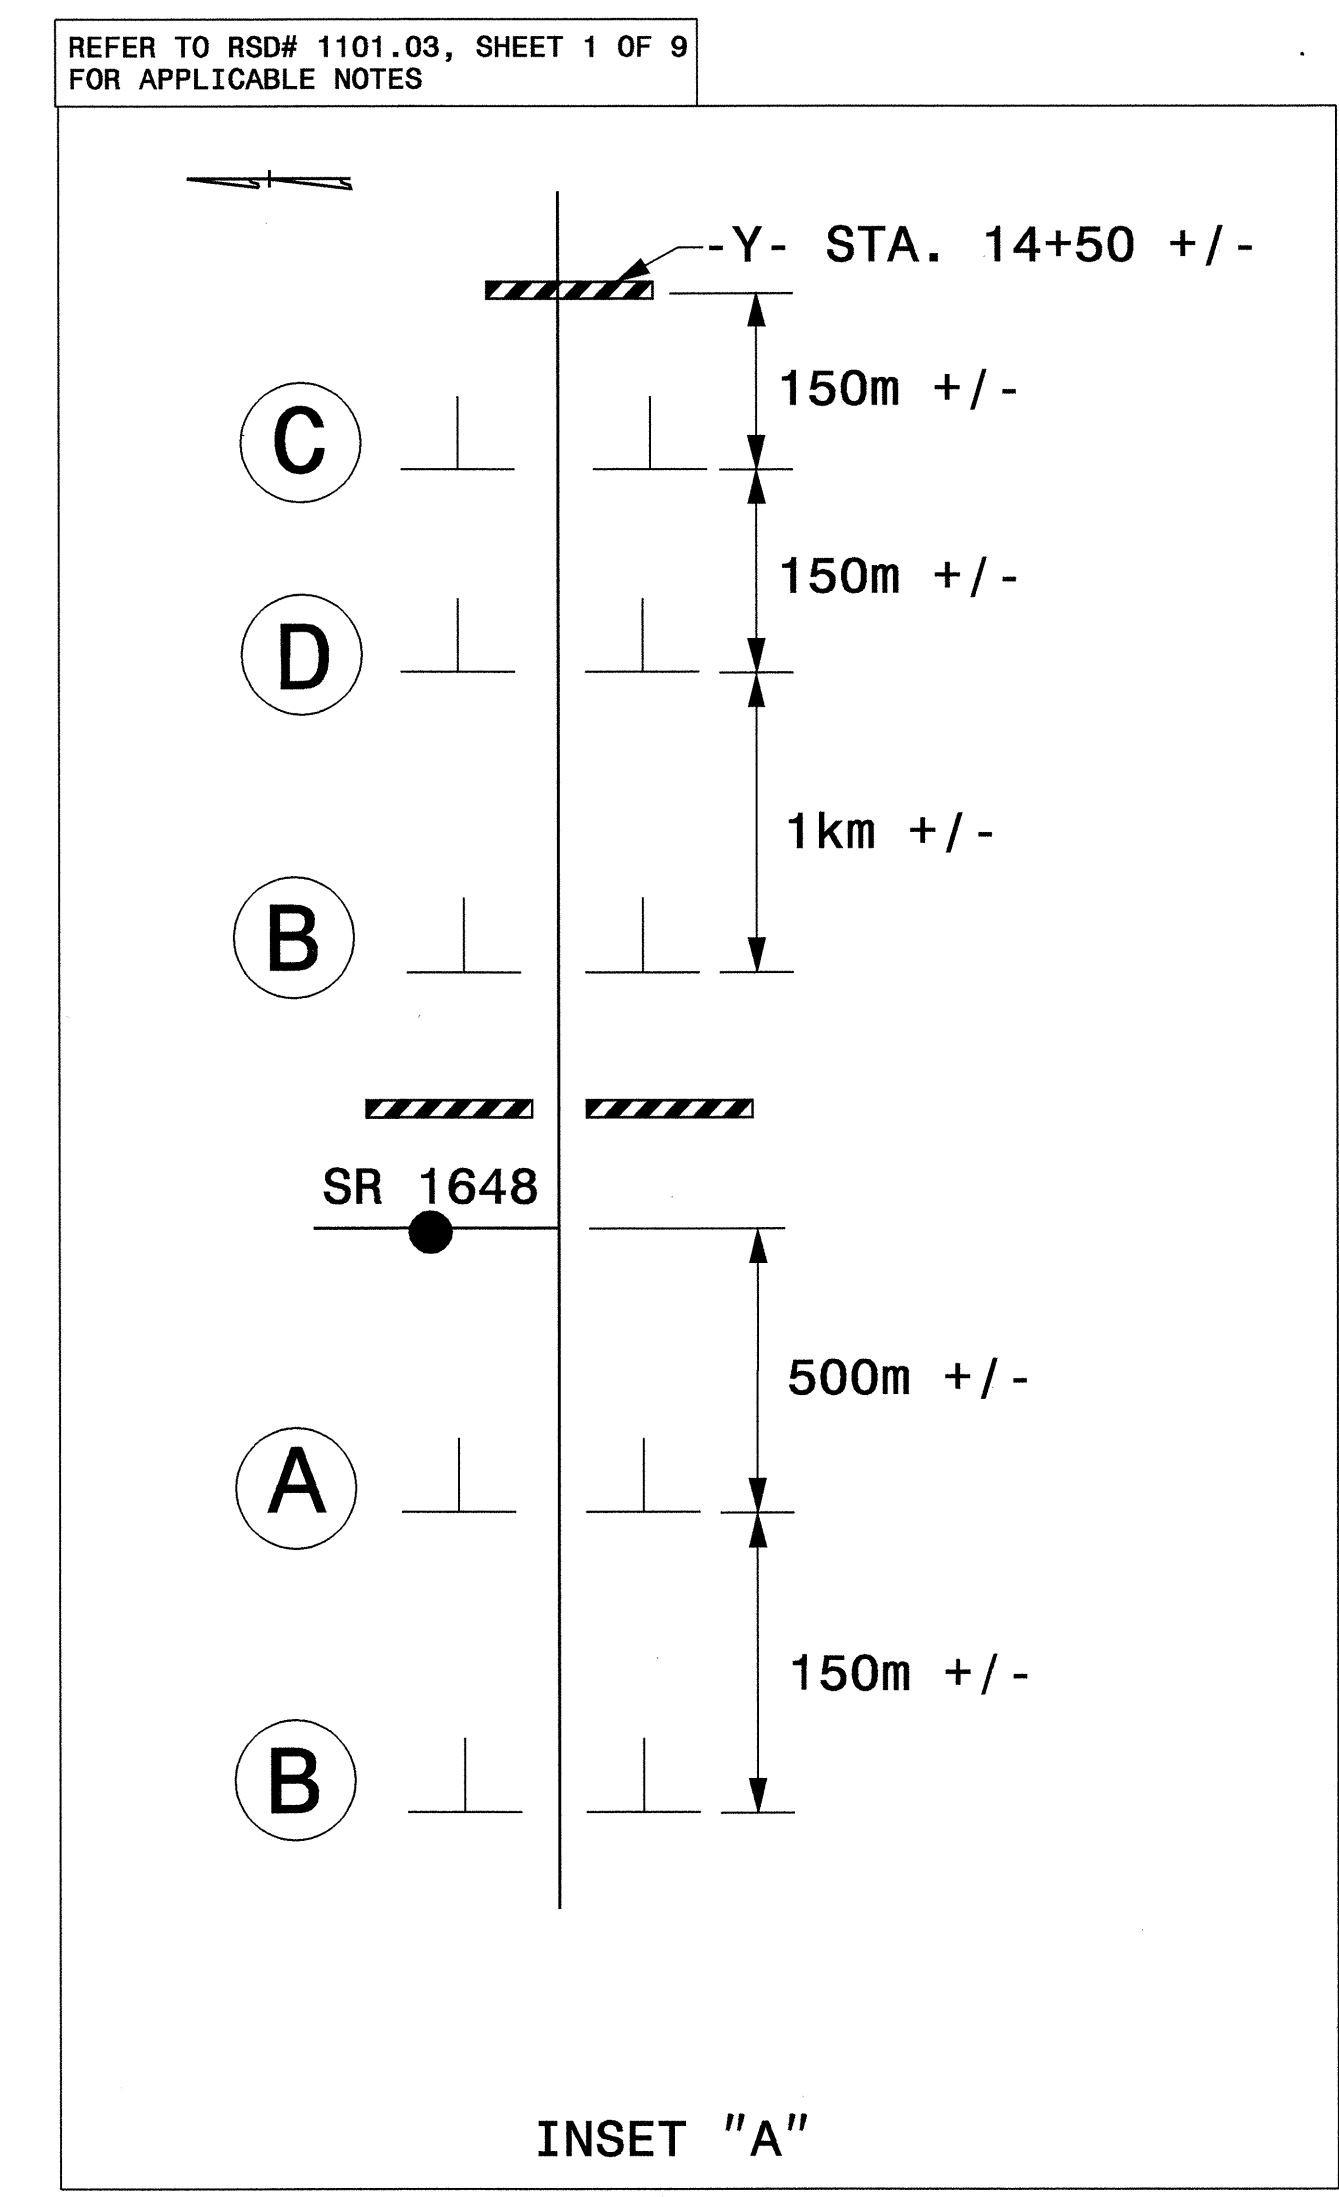 REFER TO RSD# 1101.03, SHEET 1 OF 9
FOR APPLICABLE NOTES
-Y- STA. 14+50 +/-
150m +/-
C
150m +/-
D
1km +/-
B
SR 1648
500m +/-
A
150m +/-
B
INSET "A"